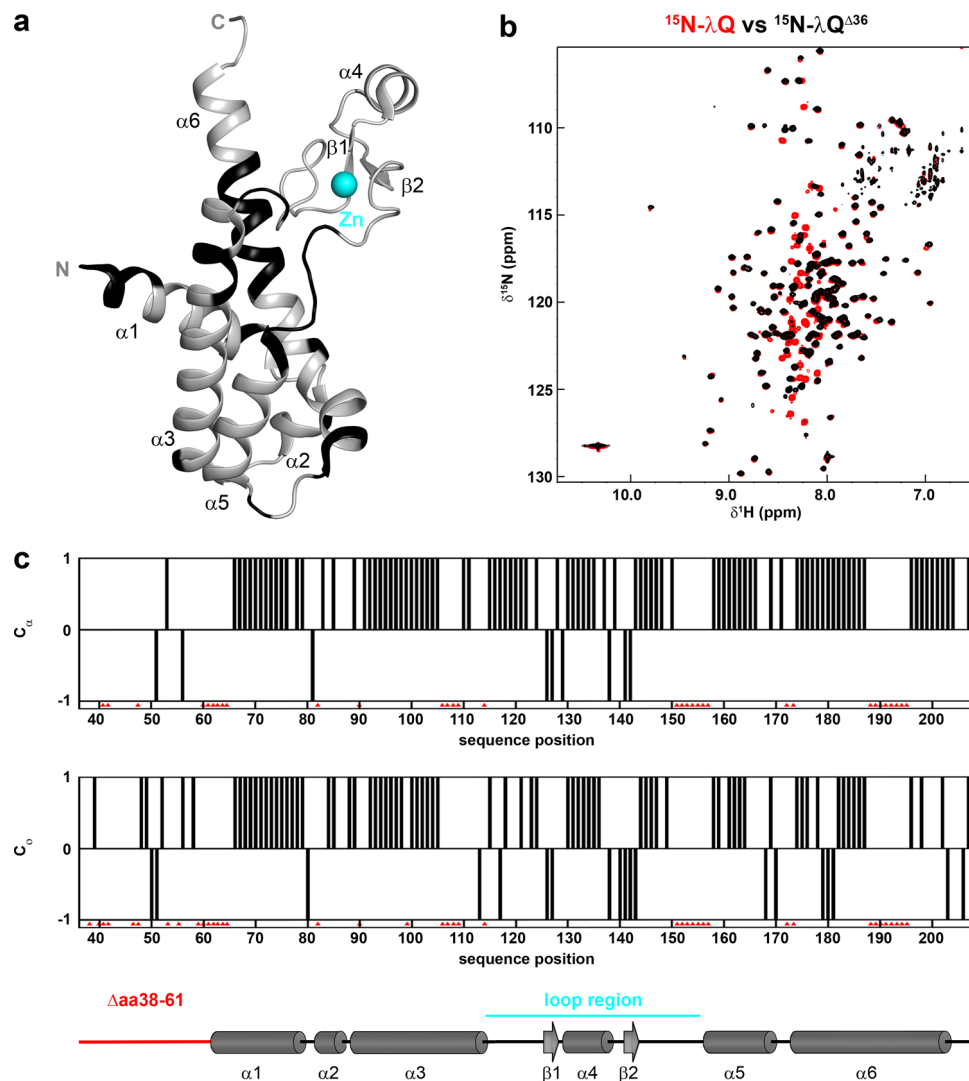 a
C
α6
α4
β1
β2
Zn
N
α1
α3
α2
α5
b
¹⁵N-λQ vs ¹⁵N-λQ^Δ36
110
115
120
125
130
δ¹⁵N (ppm)
10.0 9.0 8.0 7.0
δ¹H (ppm)
c
1
0
-1
Cα
40 50 60 70 80 90 100 110 120 130 140 150 160 170 180 190 200
sequence position
1
0
-1
Co
40 50 60 70 80 90 100 110 120 130 140 150 160 170 180 190 200
sequence position
Δaa38-61
loop region
α1 α2 α3 β1 α4 β2 α5 α6